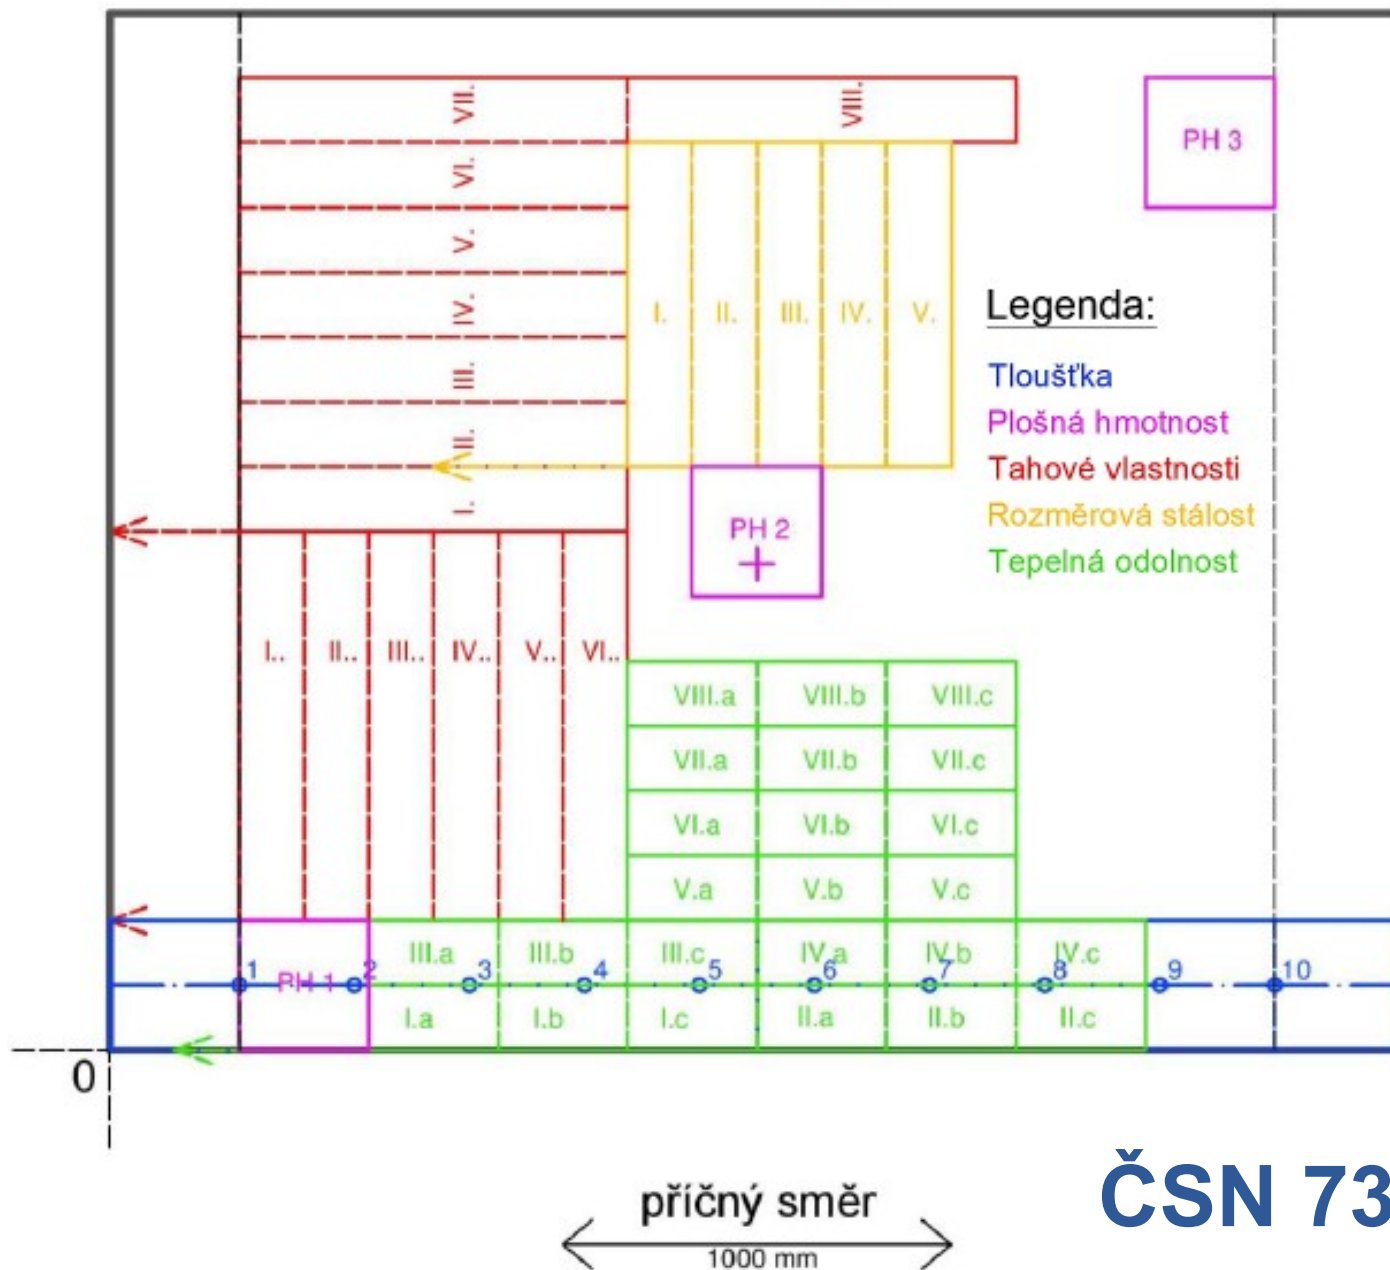 VII.
VIII.
PH 3
VI.
V.
IV.
III.
II.
I.
I.
II.
III.
IV.
V.
Legenda:
Tloušťka
Plošná hmotnost
Tahové vlastnosti
Rozměrová stálost
Tepelná odolnost
PH 2
I..
II..
III..
IV..
V..
VI..
VIII.a
VIII.b
VIII.c
VII.a
VII.b
VII.c
VI.a
VI.b
VI.c
V.a
V.b
V.c
III.a
III.b
III.c
IV.a
IV.b
IV.c
1
PH 1
2
3
4
5
6
7
8
9
10
I.a
I.b
I.c
II.a
II.b
II.c
0
příčný směr
1000 mm
ČSN 73